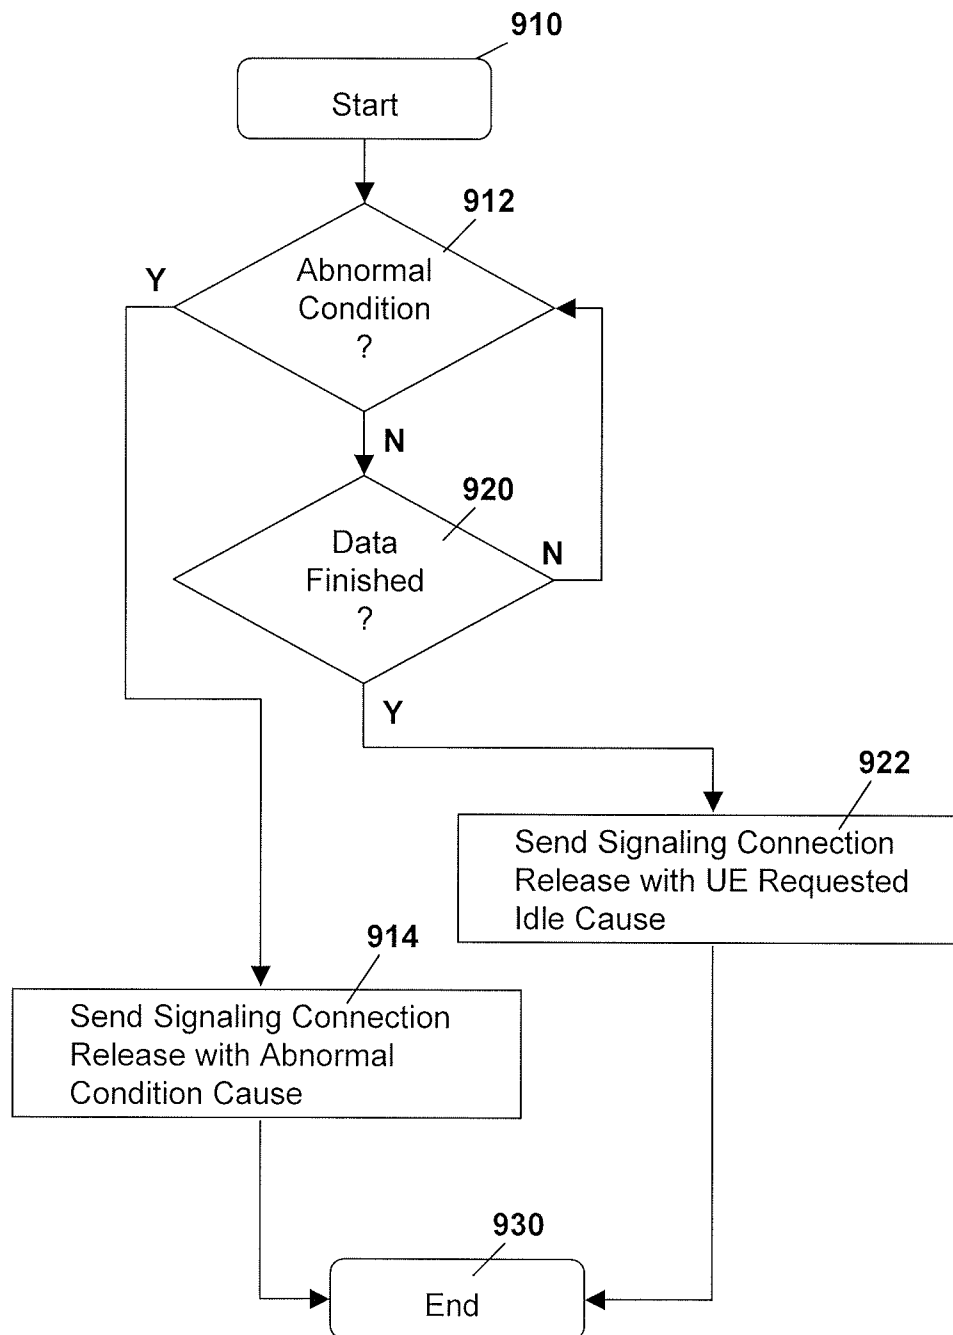 910
Start
912
Y
Abnormal
Condition
?
N
920
Data
Finished
?
N
Y
922
Send Signaling Connection
Release with UE Requested
Idle Cause
914
Send Signaling Connection
Release with Abnormal
Condition Cause
930
End